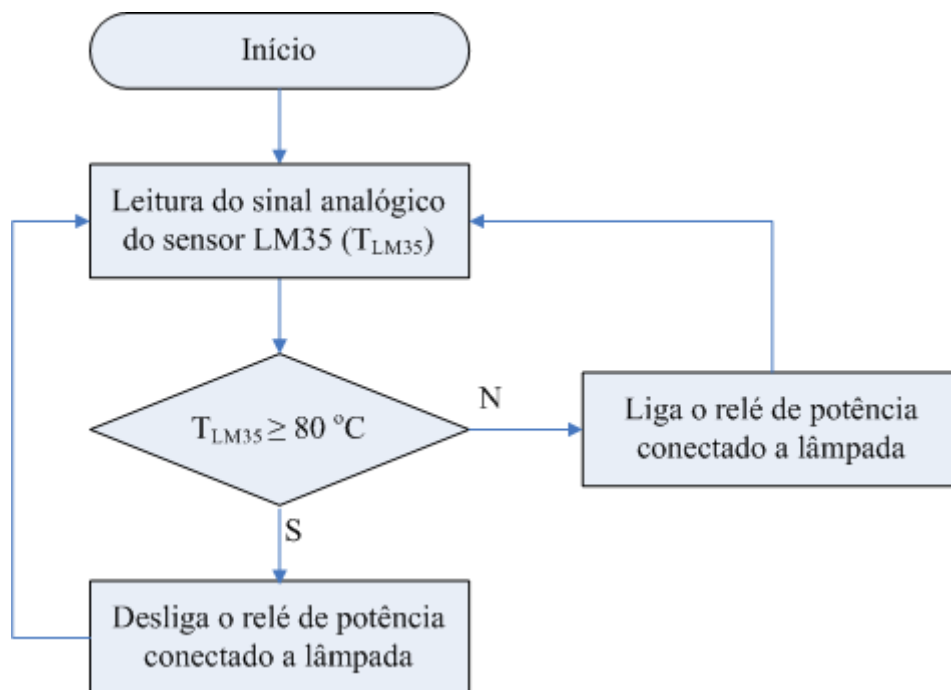 Início
Leitura do sinal analógico
do sensor LM35 (TLM35)
TLM35 ≥ 80 °C
N
Liga o relé de potência
conectado a lâmpada
S
Desliga o relé de potência
conectado a lâmpada